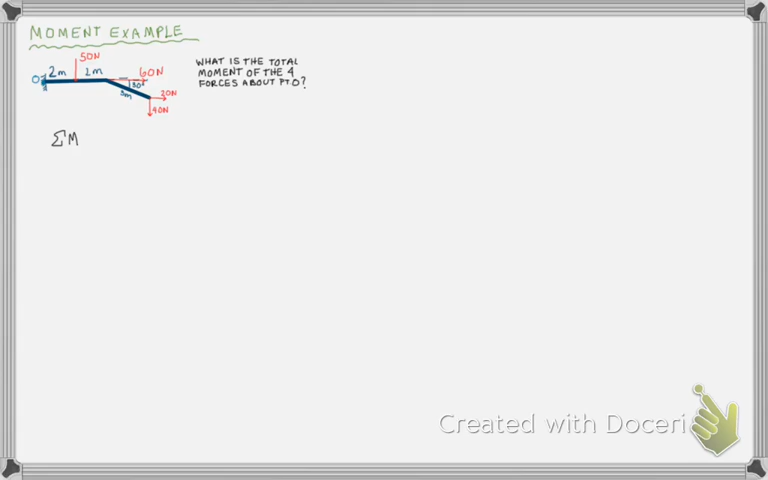 MOMENT EXAMPLE
50N
2m 2m 60N
O 30°
3m 20N
40N
WHAT IS THE TOTAL
MOMENT OF THE 4
FORCES ABOUT PT.O?
ΣM
Created with Doceri